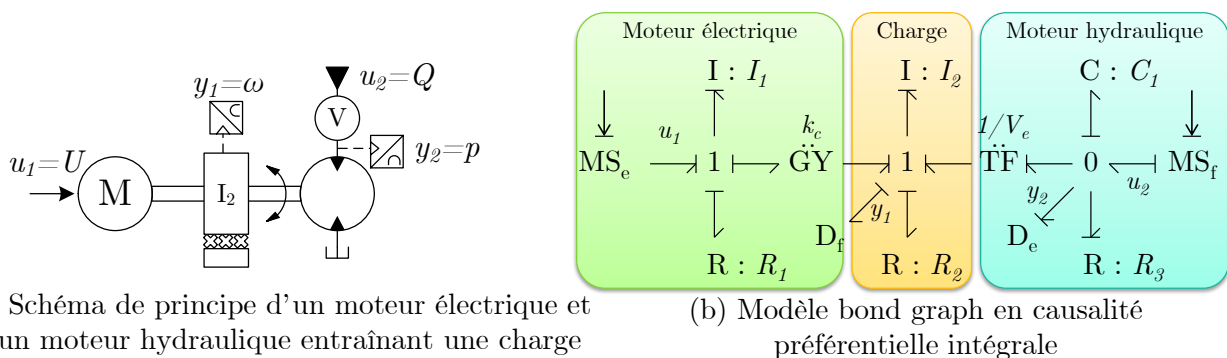 y1=ω
u2=Q
V
y2=p
u1=U
M
I2
Schéma de principe d'un moteur électrique et
un moteur hydraulique entraînant une charge
Moteur électrique
Charge
Moteur hydraulique
I : I1
I : I2
C : C1
u1
kc
1/Ve
MSe
1
GY
1
TF
0
MSf
y1
y2
u2
Df
De
R : R1
R : R2
R : R3
(b) Modèle bond graph en causalité
préférentielle intégrale